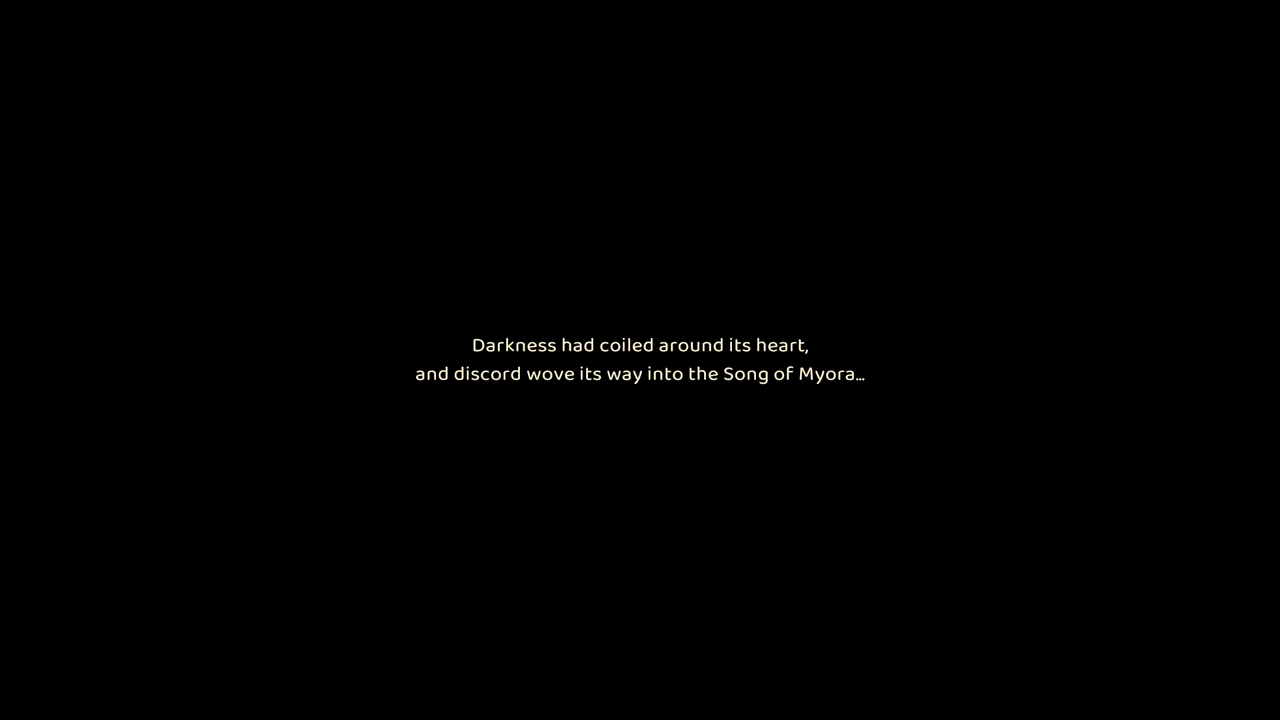 Darkness had coiled around its heart,
and discord wove its way into the Song of Myora...